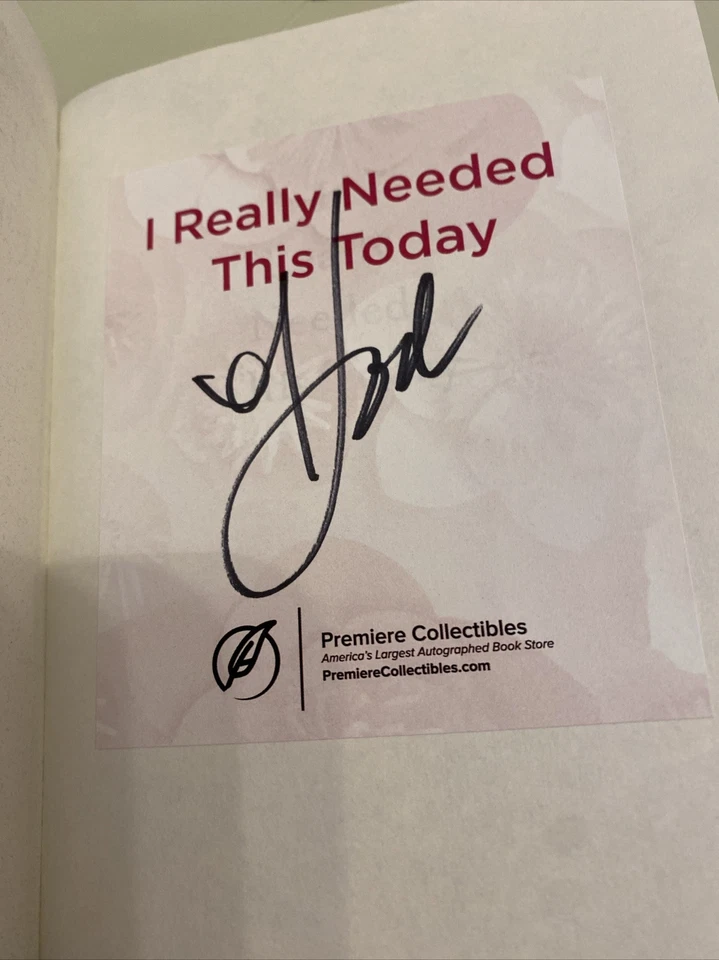 I Really Needed
This Today
Premiere Collectibles
America's Largest Autographed Book Store
PremiereCollectibles.com